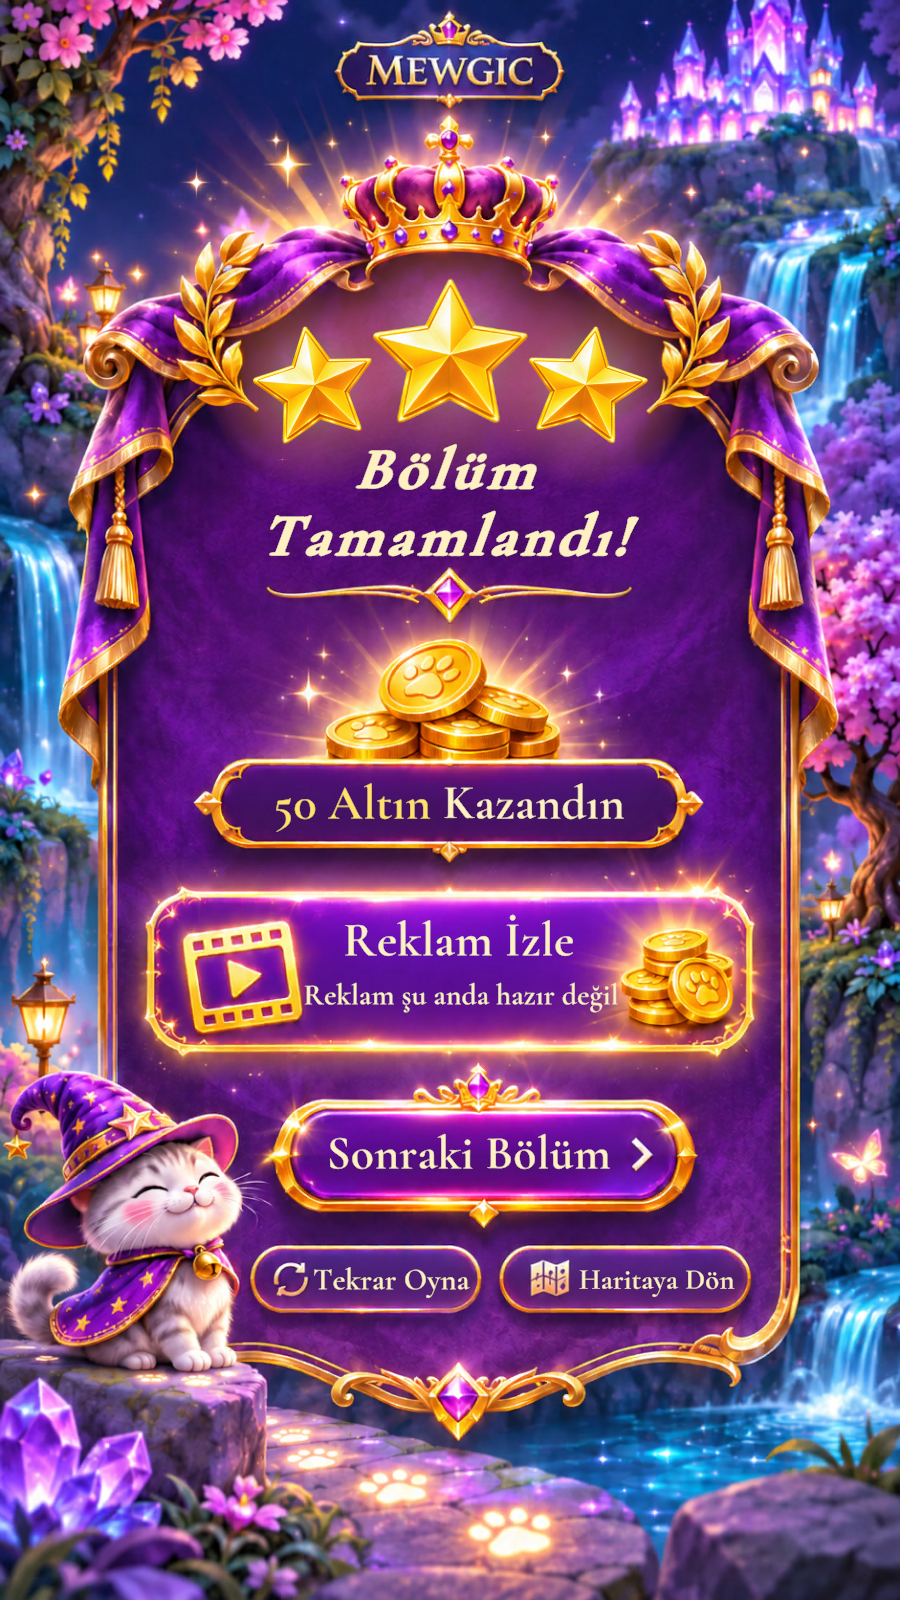 MEWGIC
Bölüm
Tamamlandı!
50 Altın Kazandın
Reklam İzle
Reklam şu anda hazır değil
Sonraki Bölüm
Tekrar Oyna
Haritaya Dön